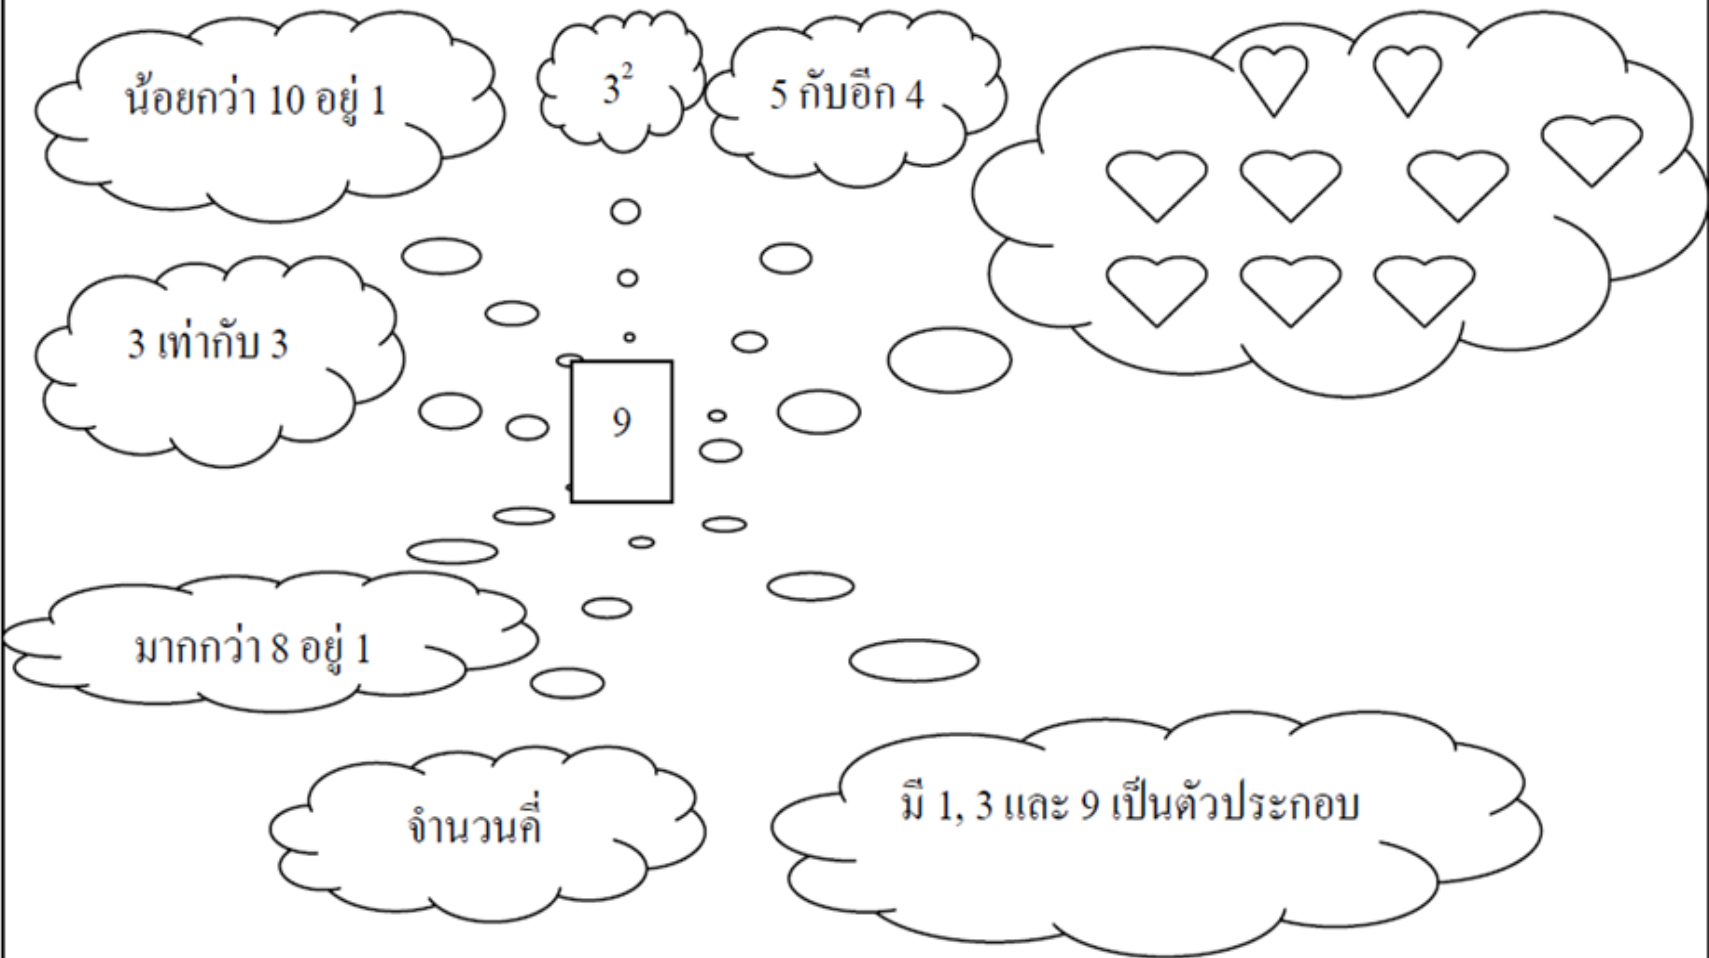 น้อยกว่า 10 อยู่ 1
3²
5 กับอีก 4
3 เท่ากับ 3
9
มากกว่า 8 อยู่ 1
จำนวนคี่
มี 1, 3 และ 9 เป็นตัวประกอบ